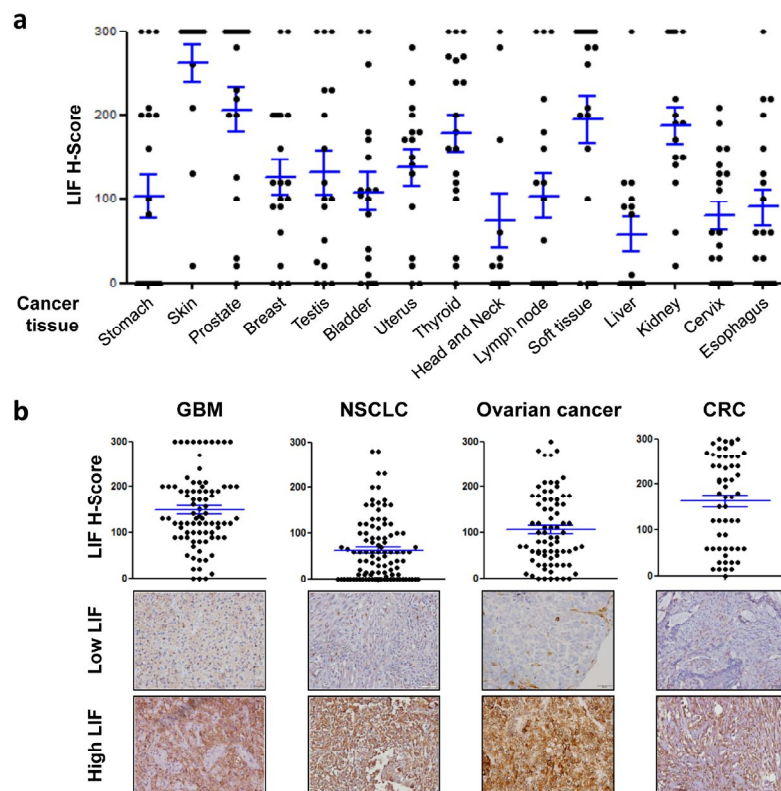 a
LIF H-Score
300
200
100
0
Cancer tissue
Stomach
Skin
Prostate
Breast
Testis
Bladder
Uterus
Thyroid
Head and Neck
Lymph node
Soft tissue
Liver
Kidney
Cervix
Esophagus
b
GBM
NSCLC
Ovarian cancer
CRC
LIF H-Score
300
200
100
0
300
200
100
0
300
200
100
0
300
200
100
0
Low LIF
High LIF